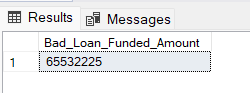 Results Messages
Bad_Loan_Funded_Amount
1 65532225